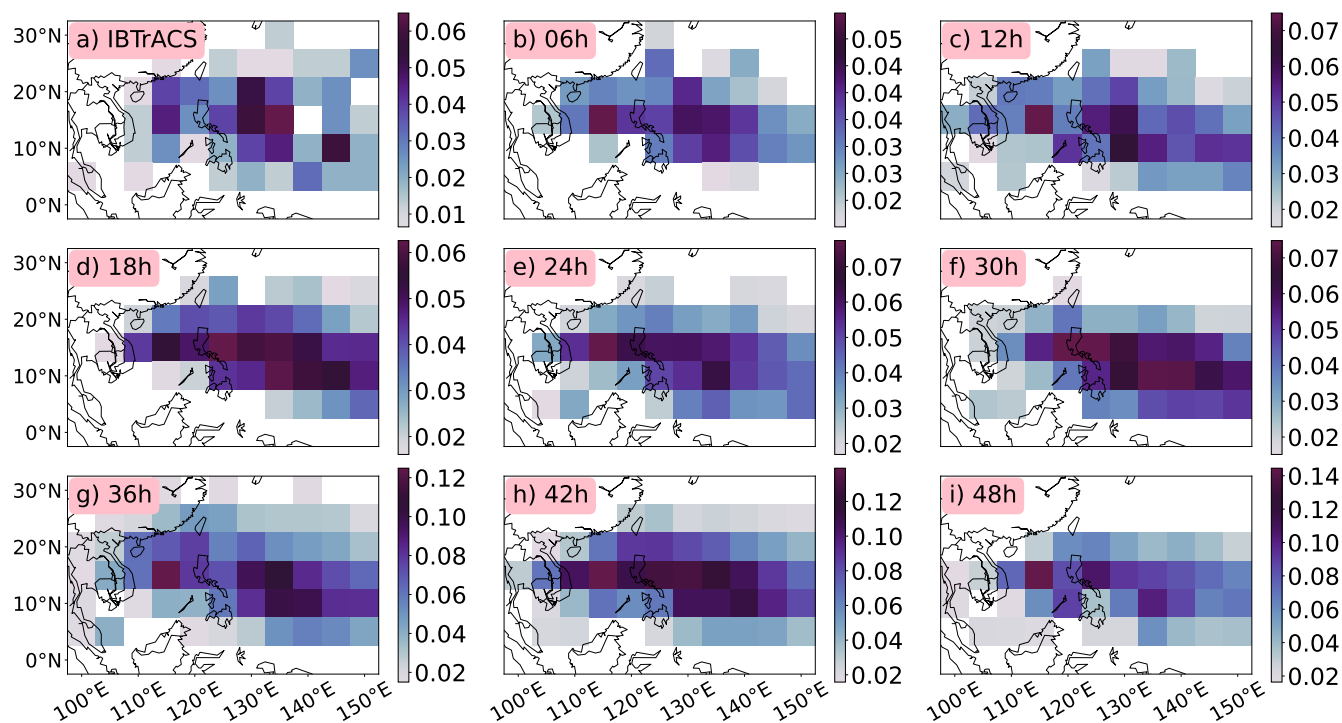 a) IBTrACS
30°N
20°N
10°N
0°N
0.06
0.05
0.04
0.03
0.02
0.01
b) 06h
0.05
0.04
0.03
0.02
c) 12h
0.07
0.06
0.05
0.04
0.03
0.02
d) 18h
30°N
20°N
10°N
0°N
0.06
0.05
0.04
0.03
0.02
e) 24h
0.07
0.06
0.05
0.04
0.03
0.02
f) 30h
0.07
0.06
0.05
0.04
0.03
0.02
g) 36h
30°N
20°N
10°N
0°N
0.12
0.10
0.08
0.06
0.04
0.02
100°E
110°E
120°E
130°E
140°E
150°E
h) 42h
0.12
0.10
0.08
0.06
0.04
0.02
100°E
110°E
120°E
130°E
140°E
150°E
i) 48h
0.14
0.12
0.10
0.08
0.06
0.04
0.02
100°E
110°E
120°E
130°E
140°E
150°E